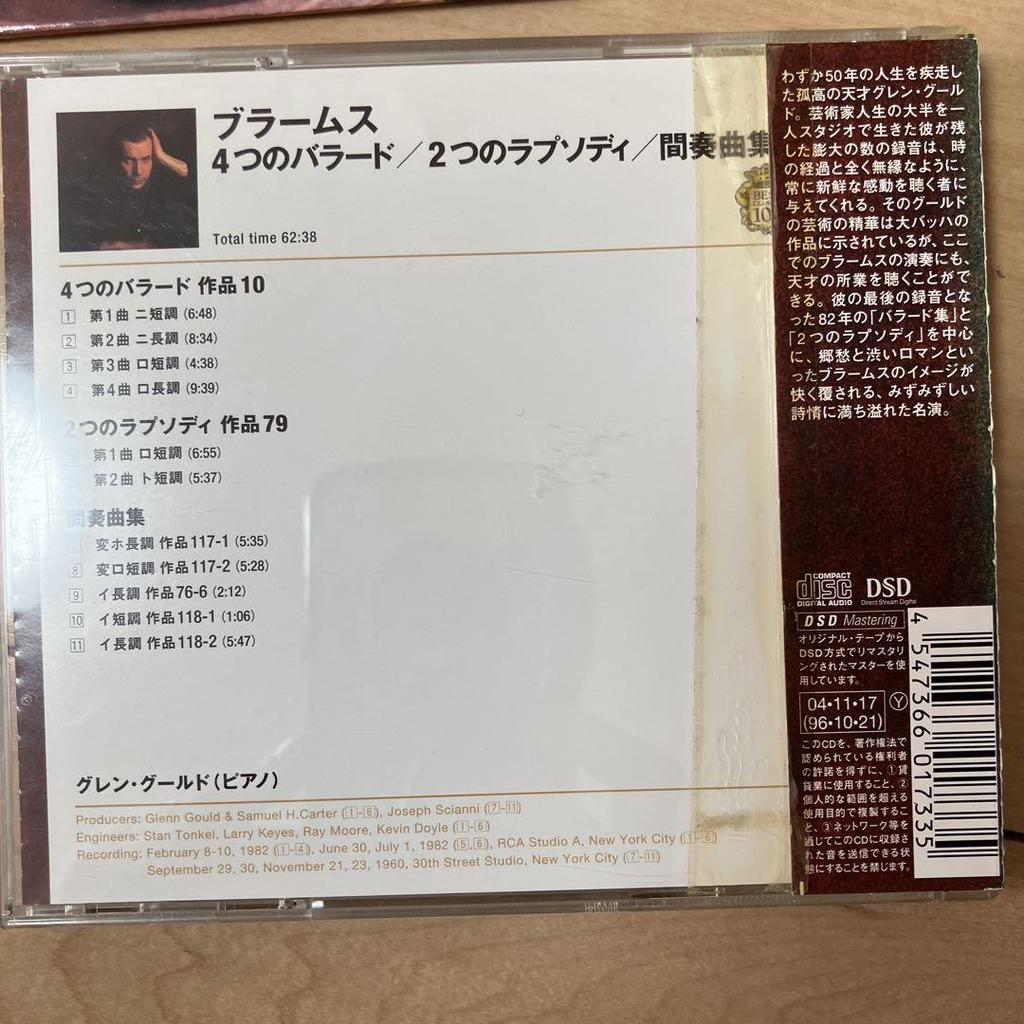 ブラームス
4つのバラード／2つのラプソディ／間奏曲集
Total time 62:38
4つのバラード 作品10
1 第1曲 ニ短調 (6:48)
2 第2曲 ニ長調 (8:34)
3 第3曲 ロ短調 (4:38)
4 第4曲 ロ長調 (9:39)
2つのラプソディ 作品79
第1曲 ロ短調 (6:55)
第2曲 ト短調 (5:37)
間奏曲集
7 変ホ長調 作品117-1 (5:35)
8 変ロ短調 作品117-2 (5:28)
9 イ長調 作品76-6 (2:12)
10 イ短調 作品118-1 (1:06)
11 イ長調 作品118-2 (5:47)
グレン・グールド（ピアノ）
Producers: Glenn Gould & Samuel H.Carter (1-6), Joseph Scianni (7-11)
Engineers: Stan Tonkel, Larry Keyes, Ray Moore, Kevin Doyle (1-6)
Recording: February 8-10, 1982 (1-4), June 30, July 1, 1982 (5, 6), RCA Studio A, New York City (1-6)
September 29, 30, November 21, 23, 1960, 30th Street Studio, New York City (7-11)
BES
10
わずか50年の人生を疾走し
た孤高の天才グレン・グール
ド。芸術家人生の大半を一
人スタジオで生きた彼が残
した膨大の数の録音は、時
の経過と全く無縁なように、
常に新鮮な感動を聴く者に
与えてくれる。そのグールド
の芸術の精華は大バッハの
作品に示されているが、ここ
でのブラームスの演奏にも、
天才の所業を聴くことがで
きる。彼の最後の録音とな
った82年の「バラード集」と
「2つのラプソディ」を中心
に、郷愁と渋いロマンとい
ったブラームスのイメージが
快く覆される、みずみずしい
詩情に満ち溢れた名演。
COMPACT
disc
DIGITAL AUDIO
DSD
Direct Stream Digital
DSD Mastering
オリジナル・テープから
DSD方式でリマスタリ
ングされたマスターを使
用しています。
04・11・17
(96・10・21)
Y
このCDを、著作権法で
認められている権利者
の許諾を得ずに、①賃
貸業に使用すること、②
個人的な範囲を超える
使用目的で複製するこ
と、③ネットワーク等を
通じてこのCDに収録され
た音を送信できる状
態にすることを禁じます。
4 547366 017335